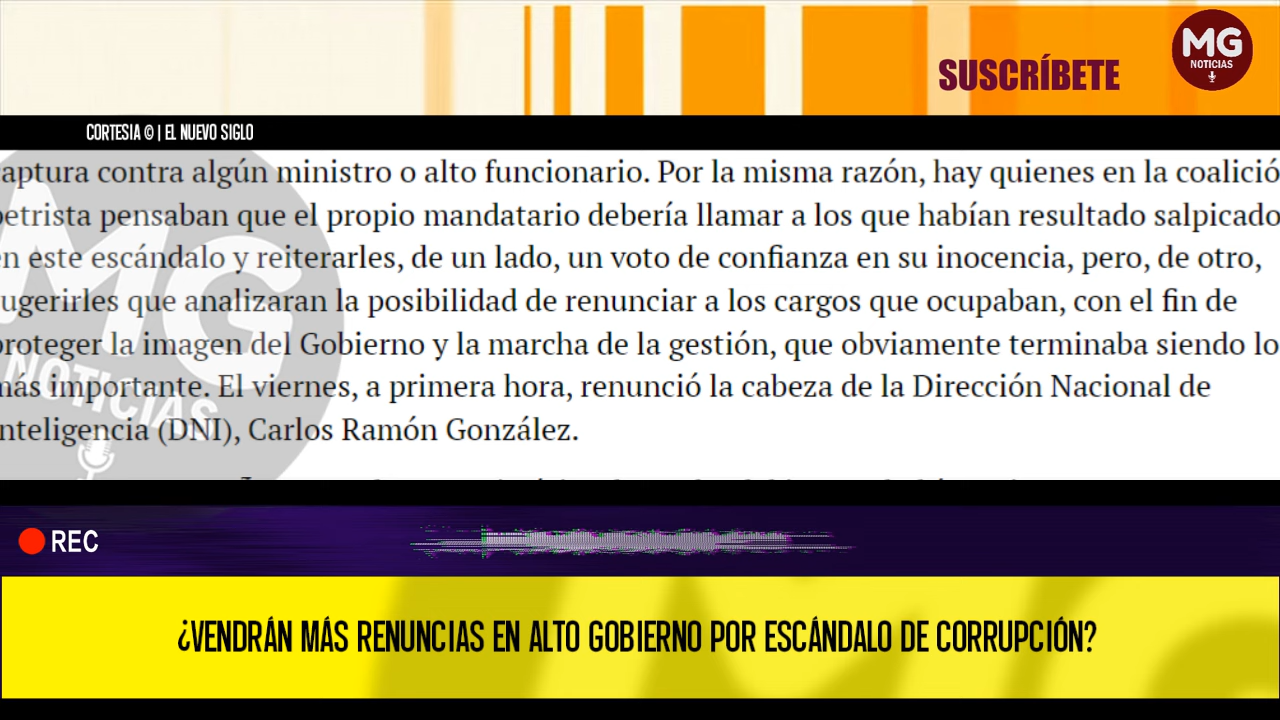 MG
NOTICIAS
SUSCRÍBETE
CORTESIA © | EL NUEVO SIGLO
aptura contra algún ministro o alto funcionario. Por la misma razón, hay quienes en la coalició
petrista pensaban que el propio mandatario debería llamar a los que habían resultado salpicado
en este escándalo y reiterarles, de un lado, un voto de confianza en su inocencia, pero, de otro,
ugerirles que analizaran la posibilidad de renunciar a los cargos que ocupaban, con el fin de
proteger la imagen del Gobierno y la marcha de la gestión, que obviamente terminaba siendo lo
más importante. El viernes, a primera hora, renunció la cabeza de la Dirección Nacional de
nteligencia (DNI), Carlos Ramón González.
MG
NOTICIAS
REC
¿VENDRÁN MÁS RENUNCIAS EN ALTO GOBIERNO POR ESCÁNDALO DE CORRUPCIÓN?